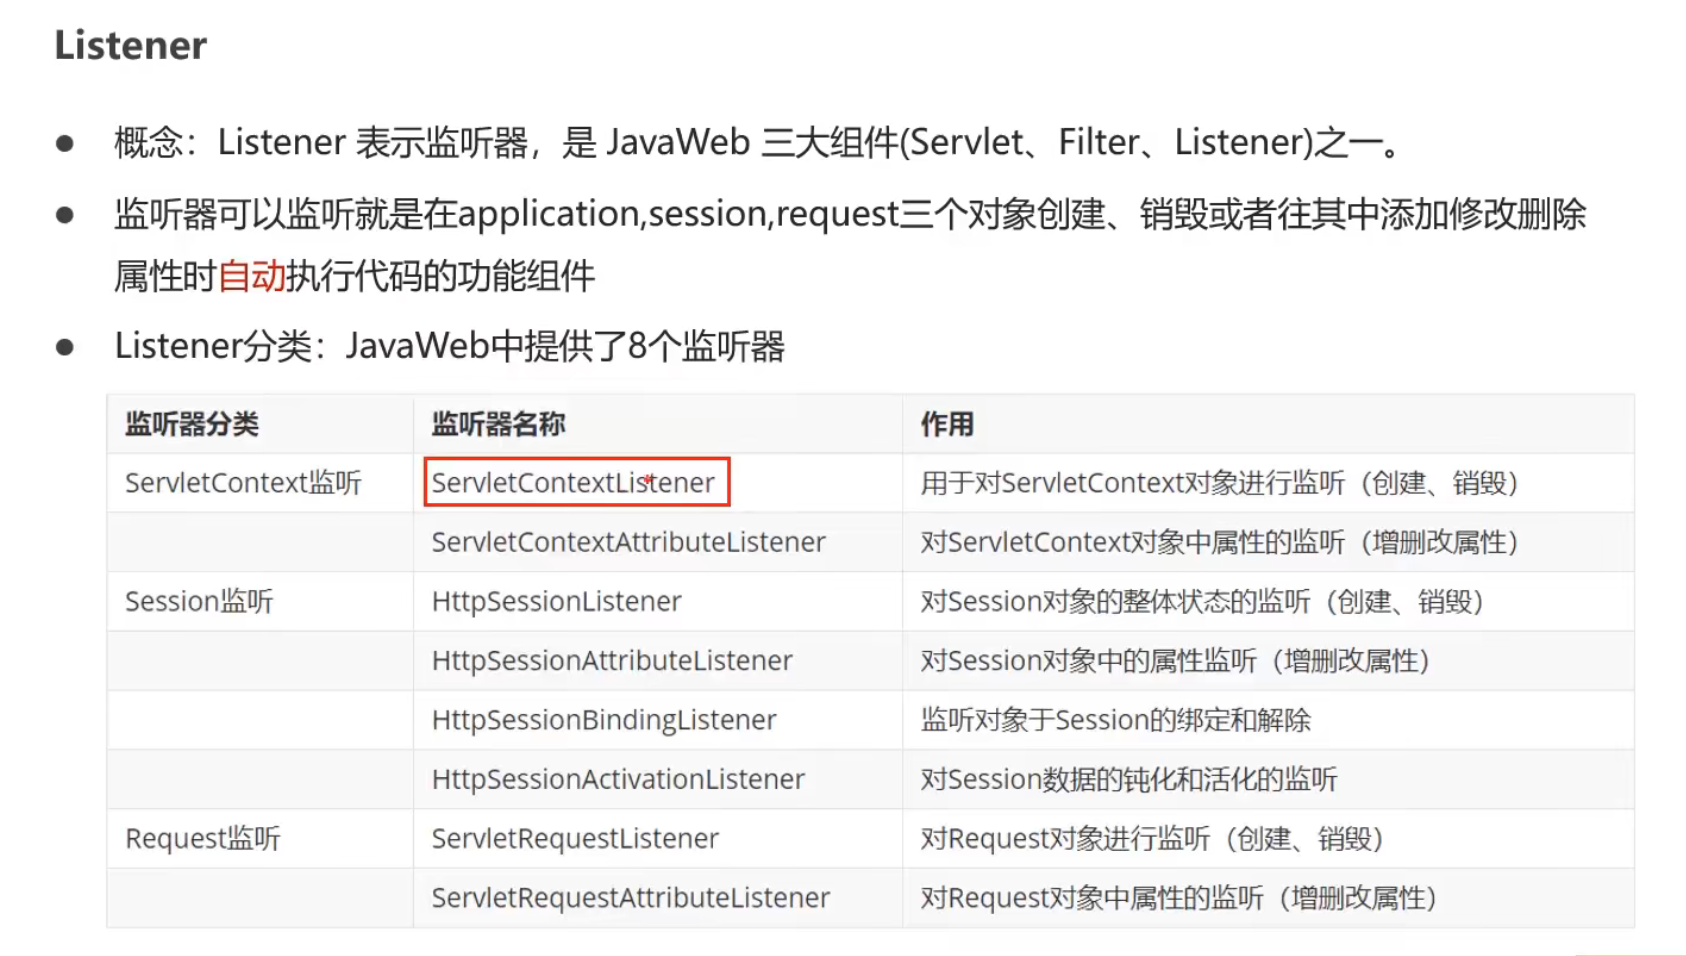 Listener
概念：Listener 表示监听器，是 JavaWeb 三大组件(Servlet、Filter、Listener)之一。
监听器可以监听就是在application,session,request三个对象创建、销毁或者往其中添加修改删除
属性时自动执行代码的功能组件
Listener分类：JavaWeb中提供了8个监听器
监听器分类 监听器名称 作用
ServletContext监听 ServletContextListener 用于对ServletContext对象进行监听（创建、销毁）
ServletContextAttributeListener 对ServletContext对象中属性的监听（增删改属性）
Session监听 HttpSessionListener 对Session对象的整体状态的监听（创建、销毁）
HttpSessionAttributeListener 对Session对象中的属性监听（增删改属性）
HttpSessionBindingListener 监听对象于Session的绑定和解除
HttpSessionActivationListener 对Session数据的钝化和活化的监听
Request监听 ServletRequestListener 对Request对象进行监听（创建、销毁）
ServletRequestAttributeListener 对Request对象中属性的监听（增删改属性）